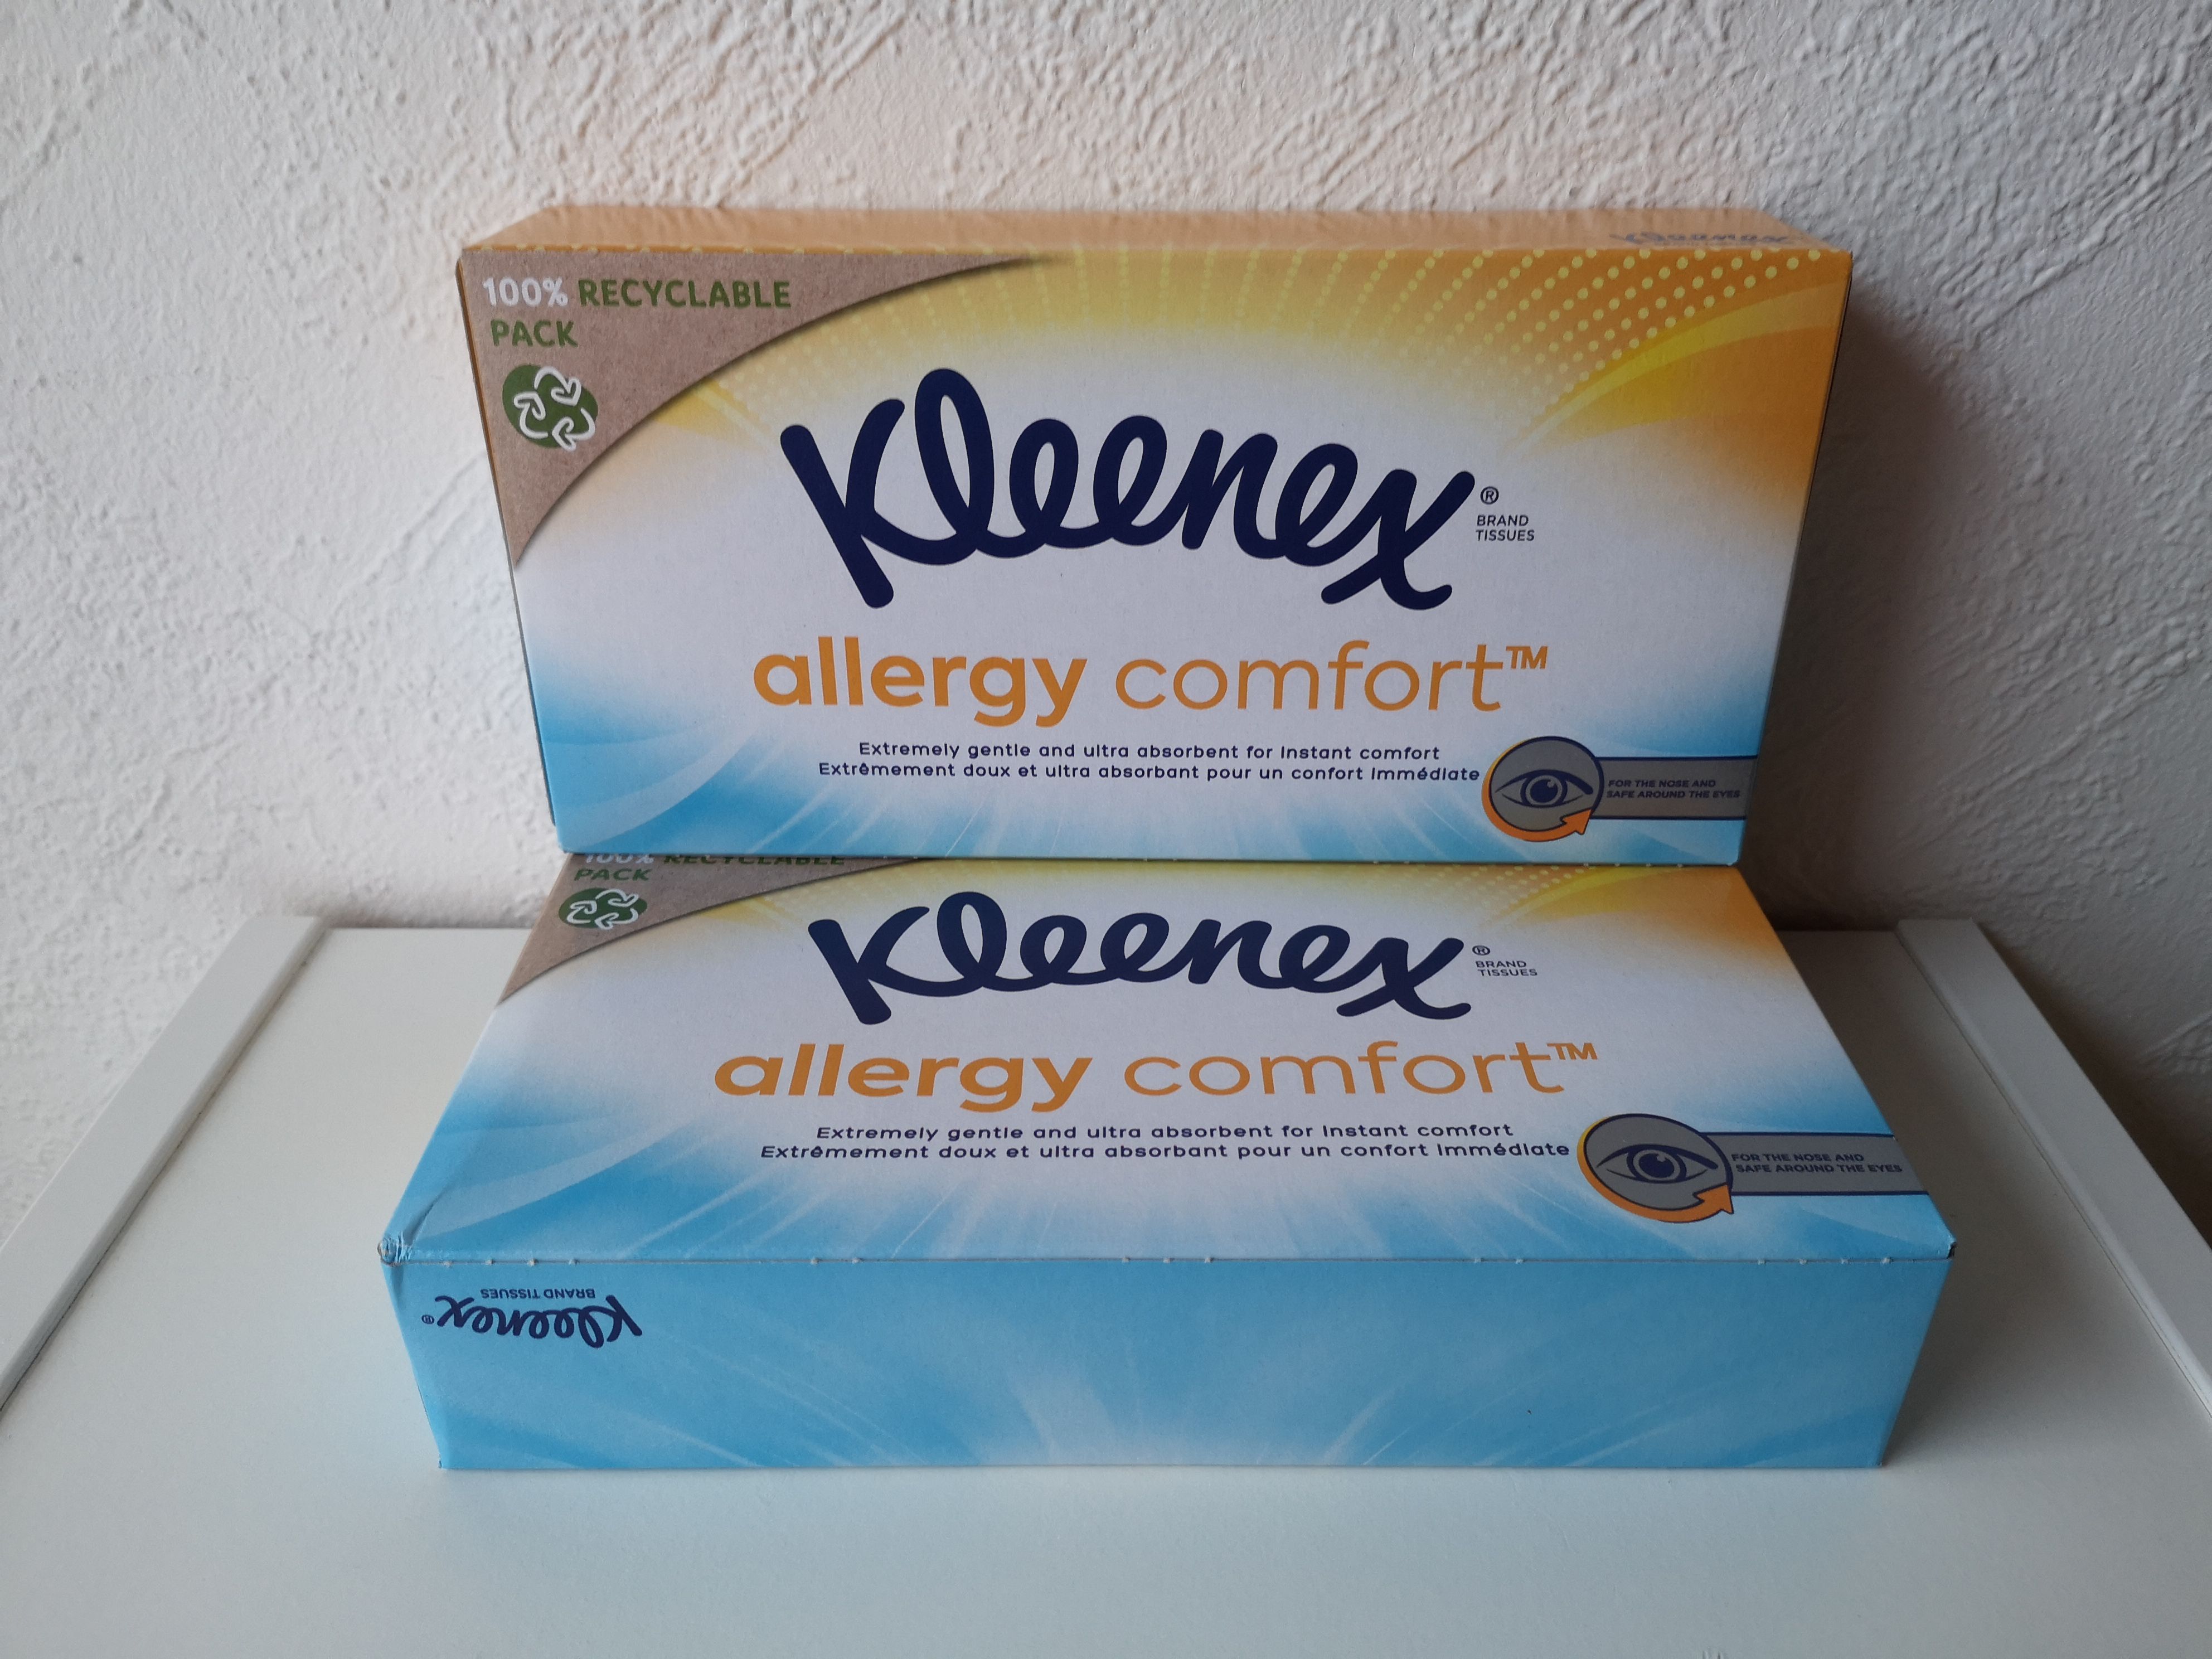 Kleenex
100% RECYCLABLE
PACK
Kleenex®
BRAND
TISSUES
allergy comfort™
Extremely gentle and ultra absorbent for instant comfort
Extrêmement doux et ultra absorbant pour un confort immédiate
FOR THE NOSE AND
SAFE AROUND THE EYES
100% RECYCLABLE
PACK
Kleenex®
BRAND
TISSUES
allergy comfort™
Extremely gentle and ultra absorbent for instant comfort
Extrêmement doux et ultra absorbant pour un confort immédiate
FOR THE NOSE AND
SAFE AROUND THE EYES
Kleenex®
BRAND TISSUES